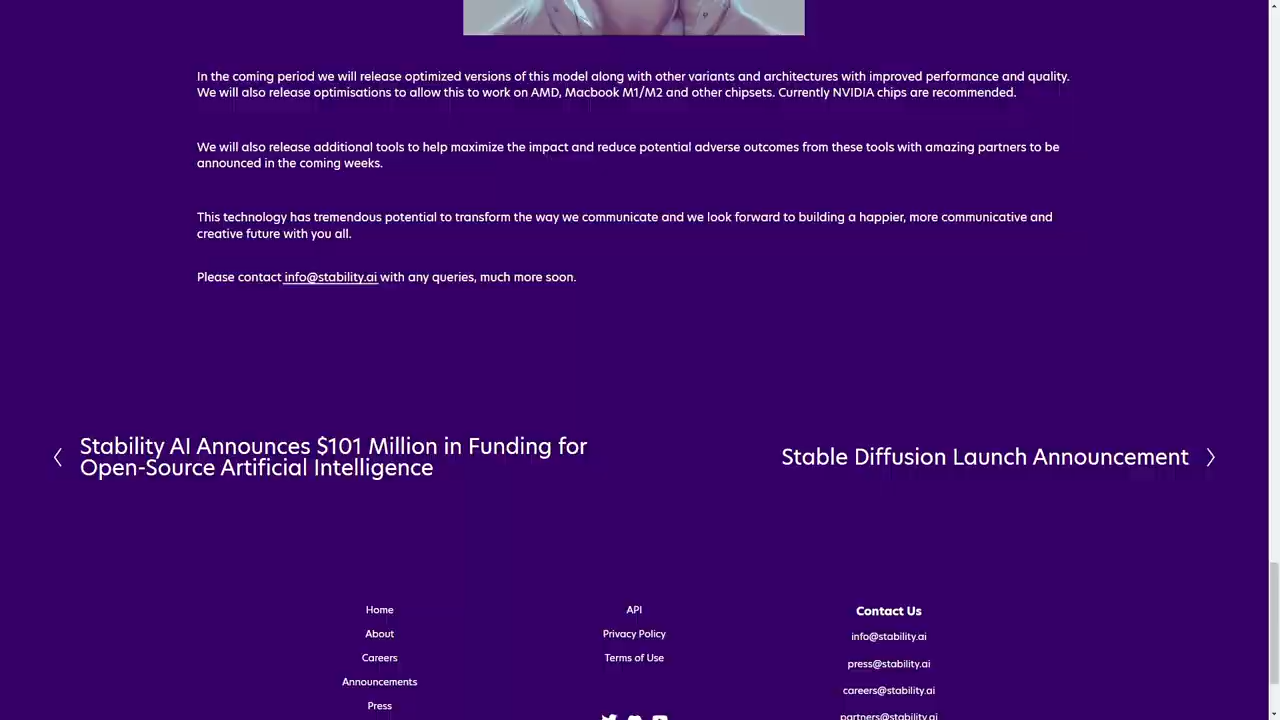 In the coming period we will release optimized versions of this model along with other variants and architectures with improved performance and quality.
We will also release optimisations to allow this to work on AMD, Macbook M1/M2 and other chipsets. Currently NVIDIA chips are recommended.
We will also release additional tools to help maximize the impact and reduce potential adverse outcomes from these tools with amazing partners to be
announced in the coming weeks.
This technology has tremendous potential to transform the way we communicate and we look forward to building a happier, more communicative and
creative future with you all.
Please contact info@stability.ai with any queries, much more soon.
Stability AI Announces $101 Million in Funding for
Open-Source Artificial Intelligence
Stable Diffusion Launch Announcement
Home
About
Careers
Announcements
Press
API
Privacy Policy
Terms of Use
Contact Us
info@stability.ai
press@stability.ai
careers@stability.ai
partners@stability.ai